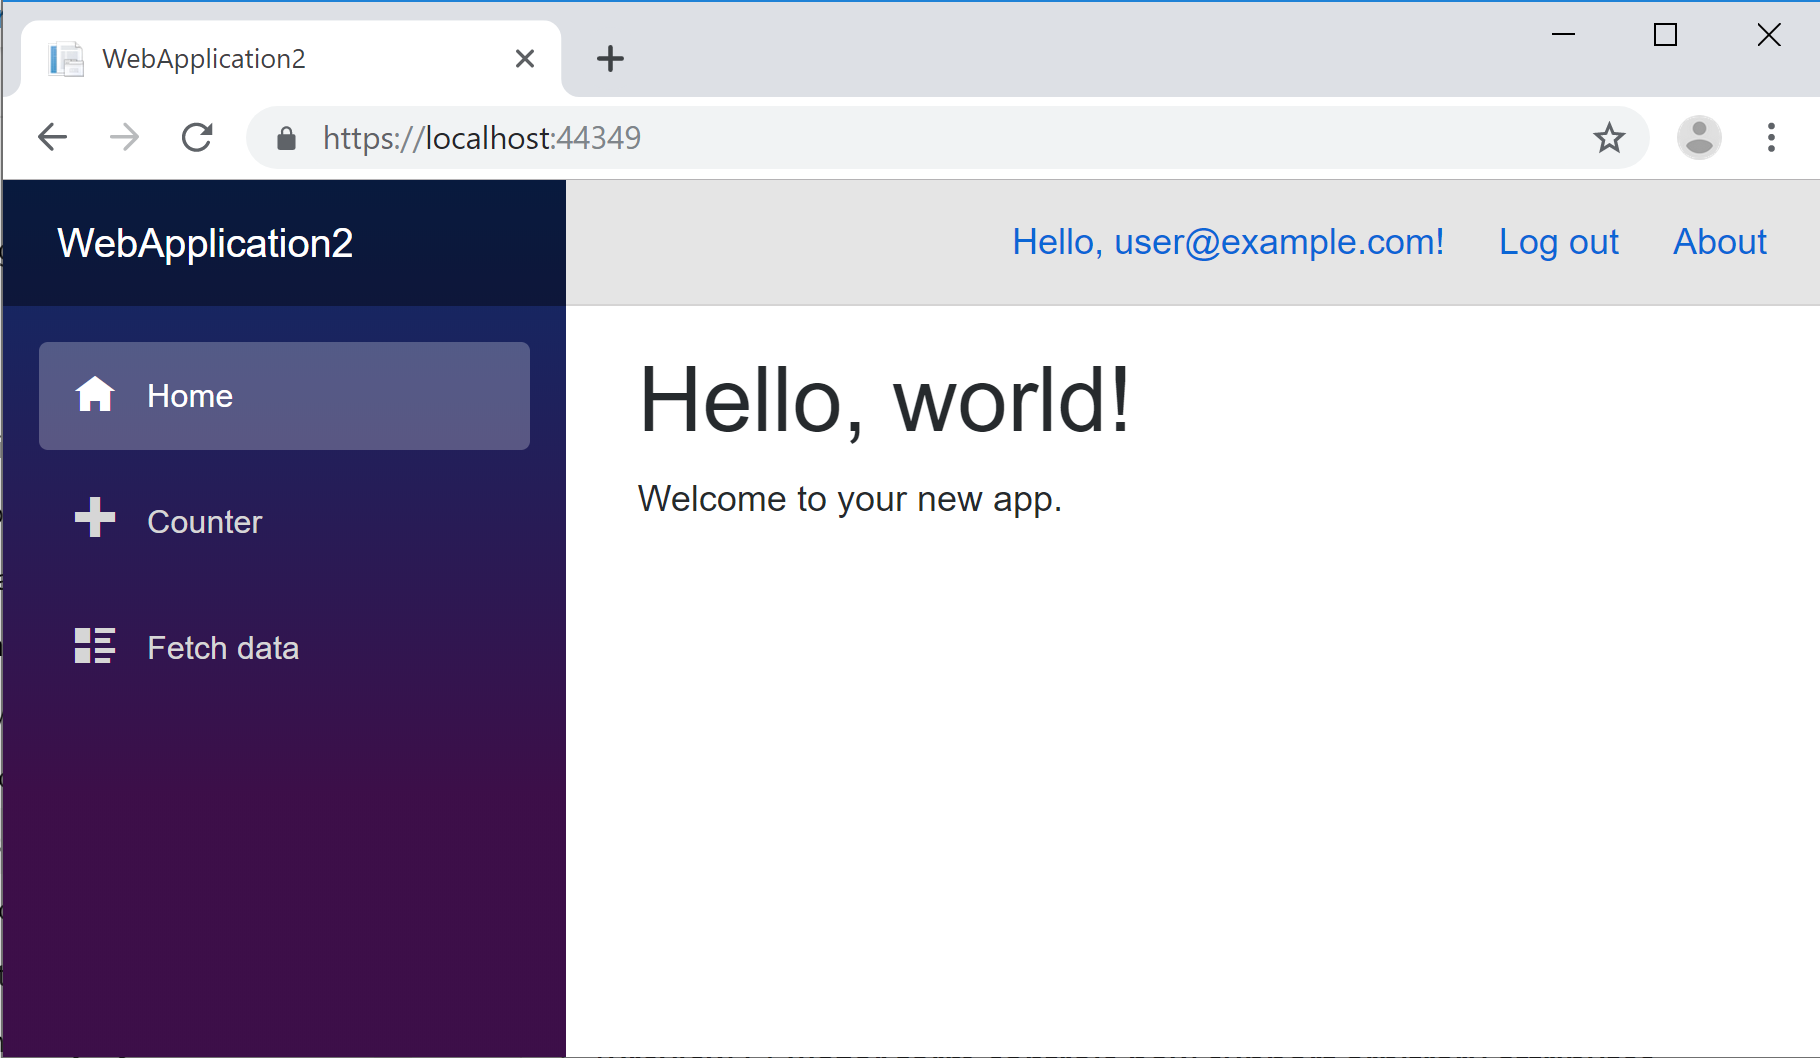 WebApplication2
https://localhost:44349
WebApplication2
Hello, user@example.com! Log out About
Home
Counter
Fetch data
Hello, world!
Welcome to your new app.